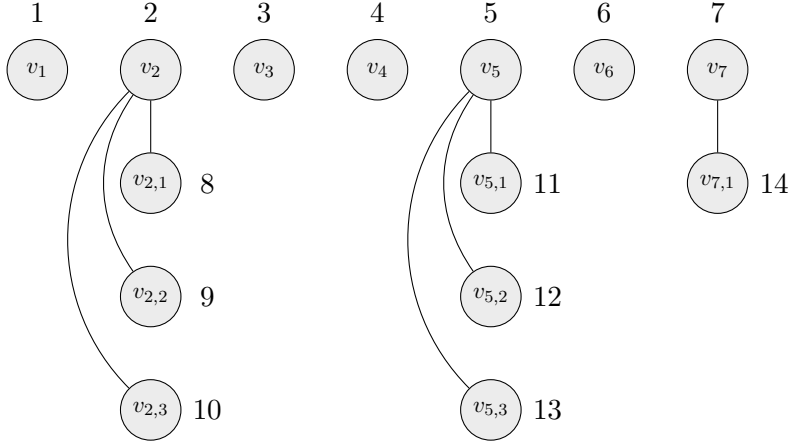 1 2 3 4 5 6 7
v₁ v₂ v₃ v₄ v₅ v₆ v₇
v₂,₁ 8 v₅,₁ 11 v₇,₁ 14
v₂,₂ 9 v₅,₂ 12
v₂,₃ 10 v₅,₃ 13